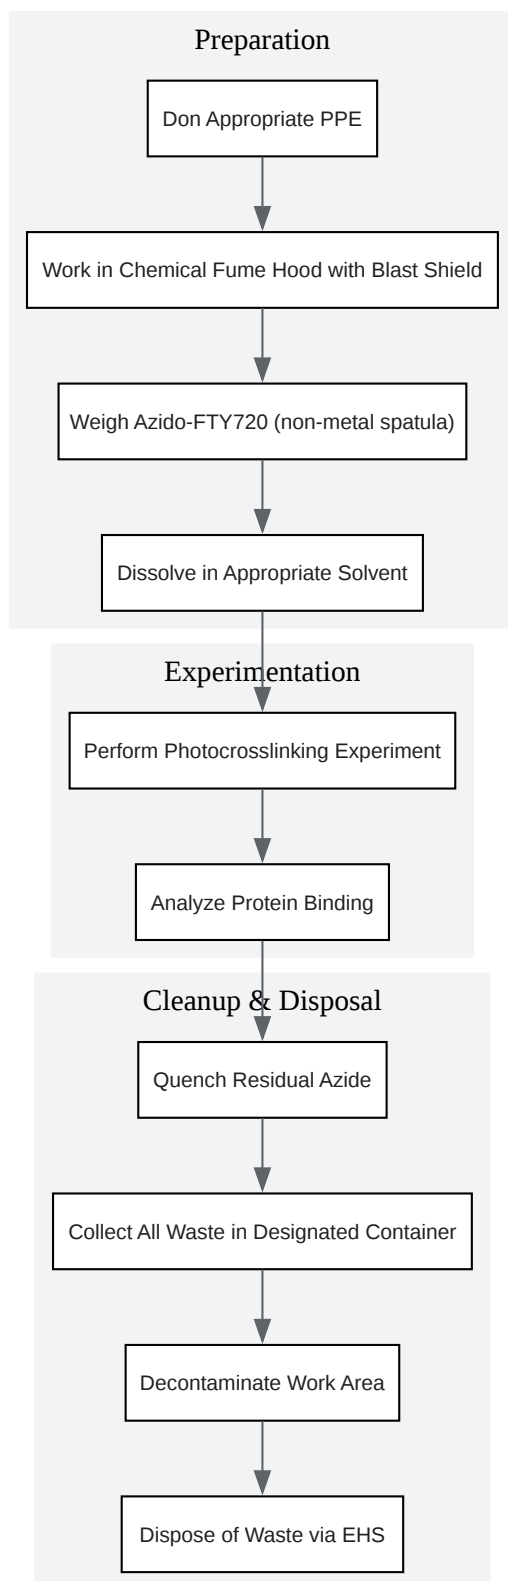 Preparation
Don Appropriate PPE
Work in Chemical Fume Hood with Blast Shield
Weigh Azido-FTY720 (non-metal spatula)
Dissolve in Appropriate Solvent
Experimentation
Perform Photocrosslinking Experiment
Analyze Protein Binding
Cleanup & Disposal
Quench Residual Azide
Collect All Waste in Designated Container
Decontaminate Work Area
Dispose of Waste via EHS